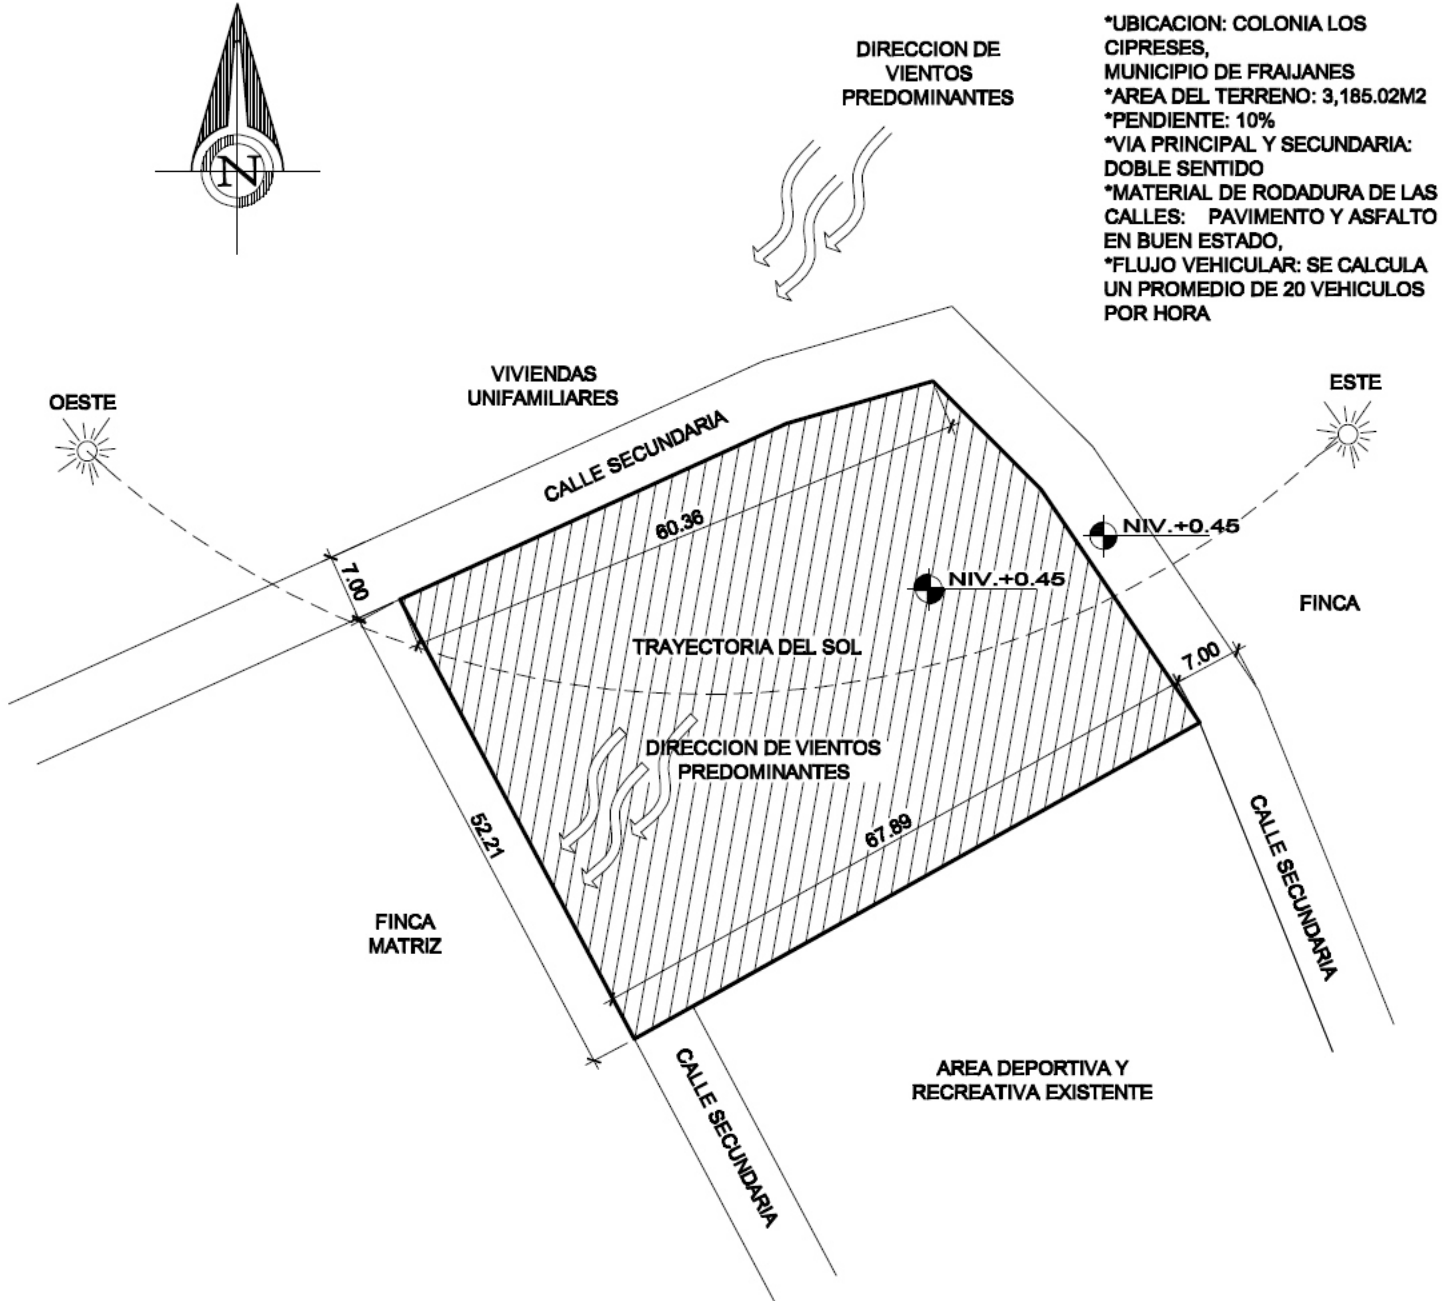 N
DIRECCION DE
VIENTOS
PREDOMINANTES
*UBICACION: COLONIA LOS
CIPRESES,
MUNICIPIO DE FRAIJANES
*AREA DEL TERRENO: 3,185.02M2
*PENDIENTE: 10%
*VIA PRINCIPAL Y SECUNDARIA:
DOBLE SENTIDO
*MATERIAL DE RODADURA DE LAS
CALLES: PAVIMENTO Y ASFALTO
EN BUEN ESTADO,
*FLUJO VEHICULAR: SE CALCULA
UN PROMEDIO DE 20 VEHICULOS
POR HORA
OESTE
VIVIENDAS
UNIFAMILIARES
ESTE
CALLE SECUNDARIA
60.36
7.00
NIV.+0.45
NIV.+0.45
FINCA
TRAYECTORIA DEL SOL
7.00
DIRECCION DE VIENTOS
PREDOMINANTES
67.89
52.21
CALLE SECUNDARIA
FINCA
MATRIZ
CALLE SECUNDARIA
AREA DEPORTIVA Y
RECREATIVA EXISTENTE